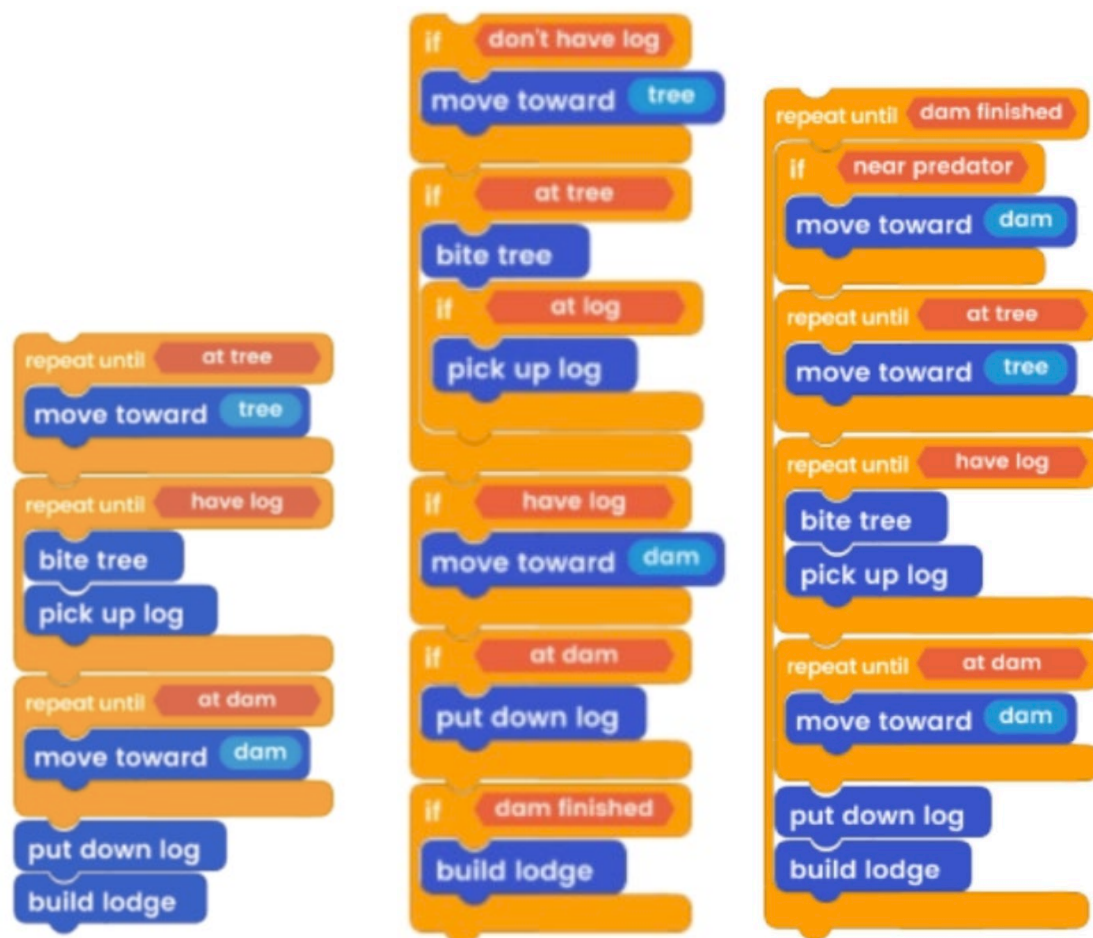 repeat until at tree
move toward tree
repeat until have log
bite tree
pick up log
repeat until at dam
move toward dam
put down log
build lodge
if don't have log
move toward tree
if at tree
bite tree
if at log
pick up log
if have log
move toward dam
if at dam
put down log
if dam finished
build lodge
repeat until dam finished
if near predator
move toward dam
repeat until at tree
move toward tree
repeat until have log
bite tree
pick up log
repeat until at dam
move toward dam
put down log
build lodge